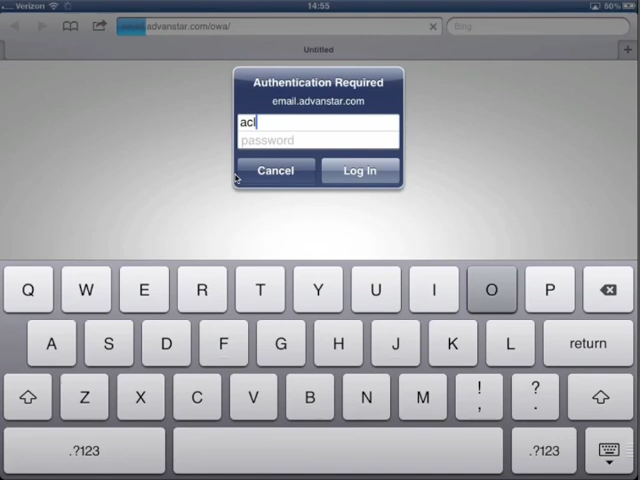 Verizon 14:55 50%
email.advanstar.com/owa/ Bing
Untitled
Authentication Required
email.advanstar.com
acl
password
Cancel Log In
Q W E R T Y U I O P
A S D F G H J K L return
Z X C V B N M ! , ? .
.?123 .?123